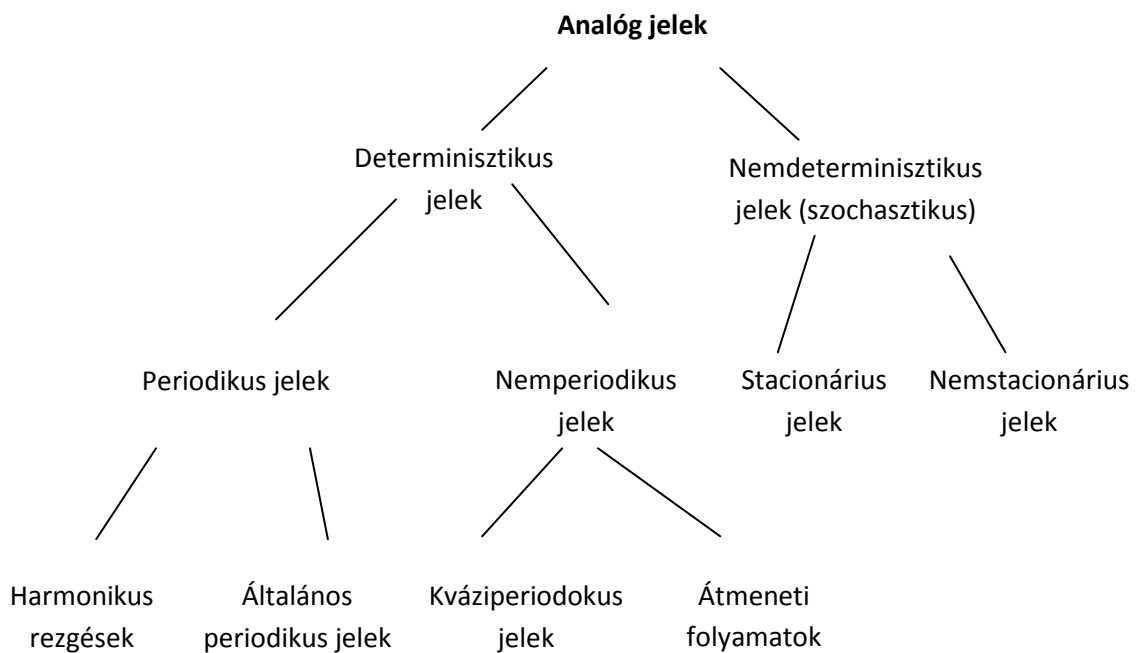 Analóg jelek
Determinisztikus
jelek
Nemdeterminisztikus
jelek (szochasztikus)
Periodikus jelek
Nemperiodikus
jelek
Stacionárius
jelek
Nemstacionárius
jelek
Harmonikus
rezgések
Általános
periodikus jelek
Kváziperiodokus
jelek
Átmeneti
folyamatok